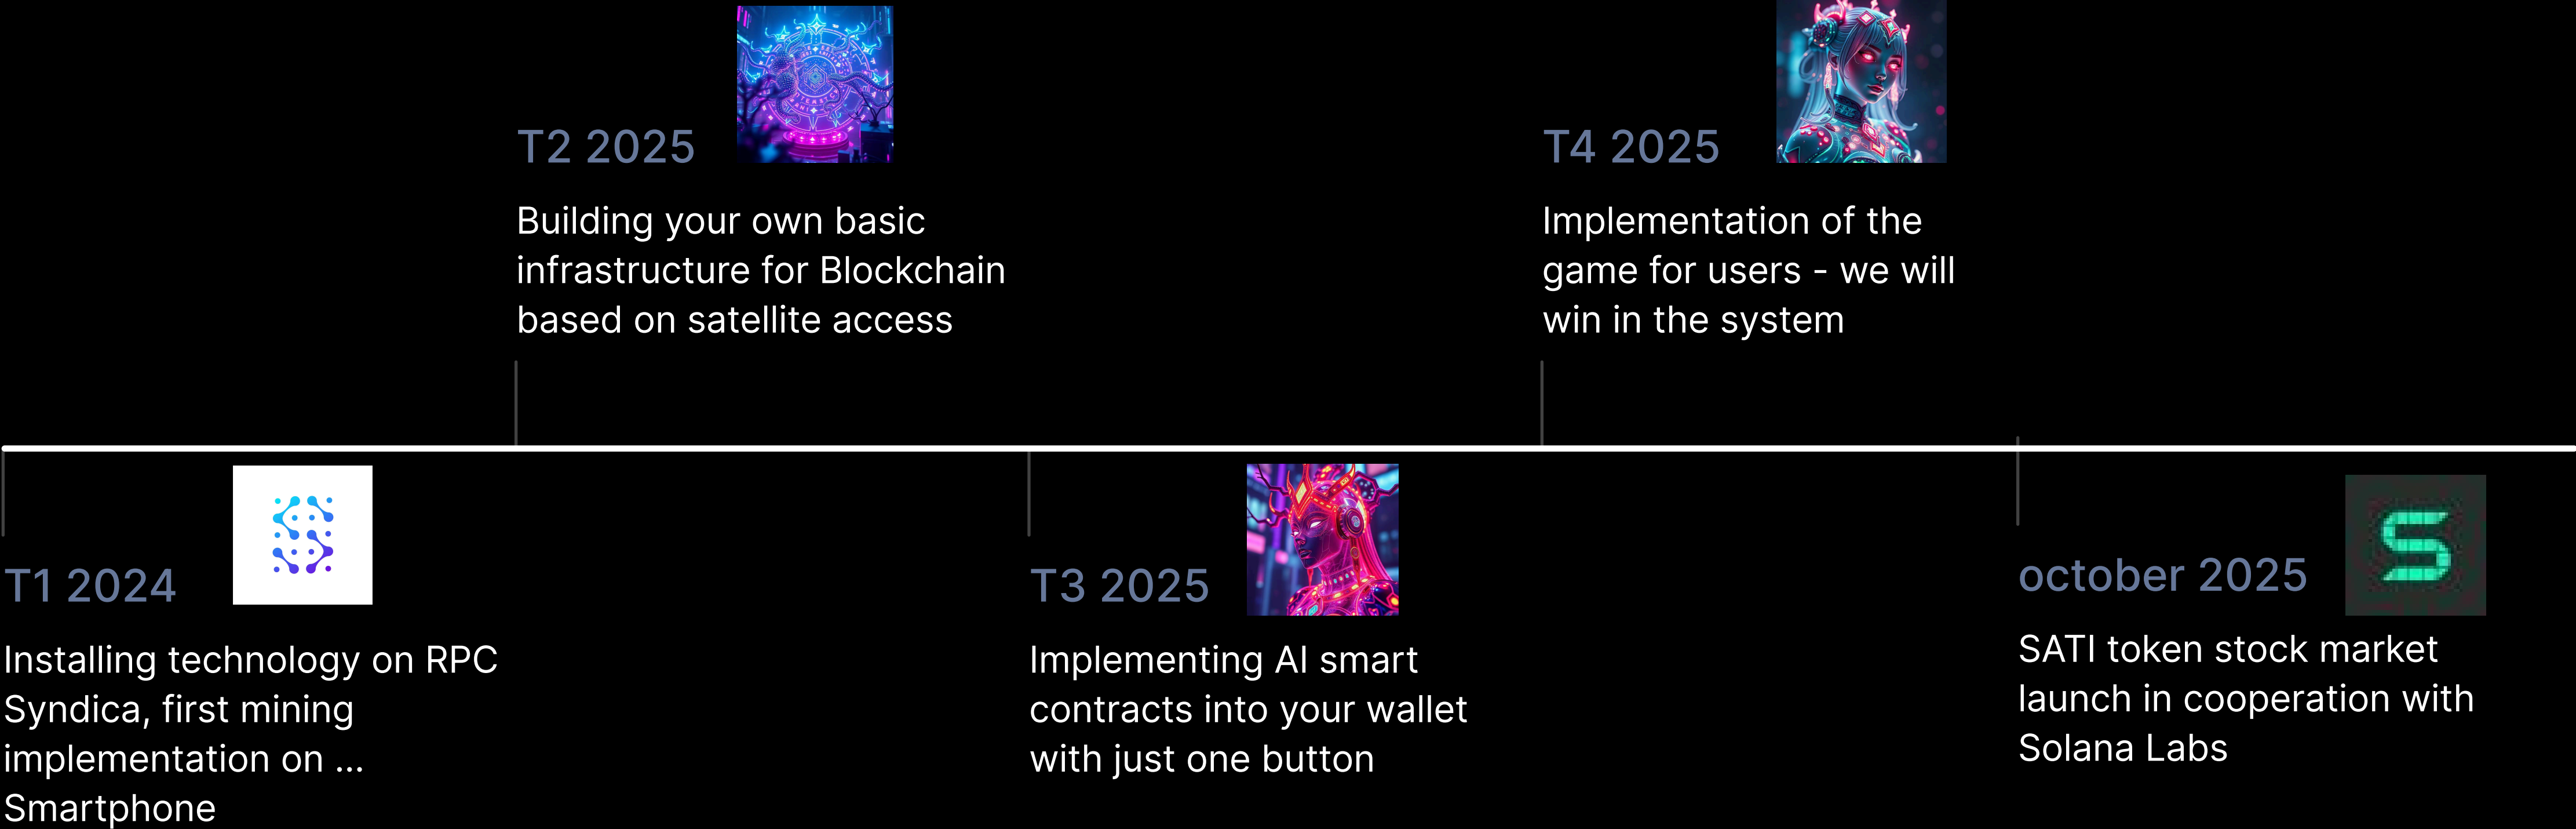 T2 2025
Building your own basic
infrastructure for Blockchain
based on satellite access
T4 2025
Implementation of the
game for users - we will
win in the system
T1 2024
Installing technology on RPC
Syndica, first mining
implementation on ...
Smartphone
T3 2025
Implementing AI smart
contracts into your wallet
with just one button
october 2025
SATI token stock market
launch in cooperation with
Solana Labs